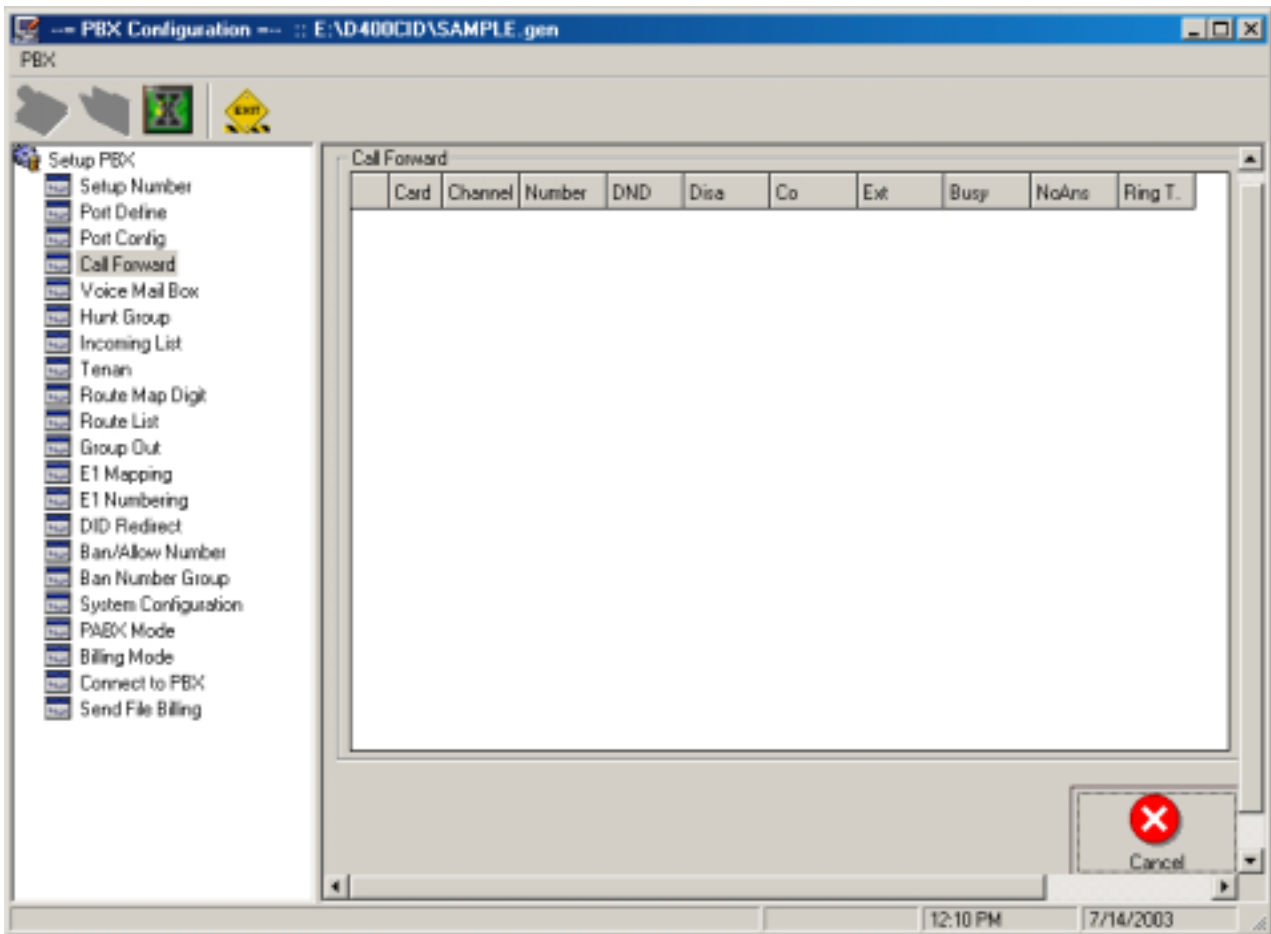 --= PBX Configuration =-- :: E:\D400CID\SAMPLE.gen
PBX
EXIT
Setup PBX
Setup Number
Port Define
Port Config
Call Forward
Voice Mail Box
Hunt Group
Incoming List
Tenan
Route Map Digit
Route List
Group Out
E1 Mapping
E1 Numbering
DID Redirect
Ban/Allow Number
Ban Number Group
System Configuration
PABX Mode
Billing Mode
Connect to PBX
Send File Billing
Call Forward
Card Channel Number DND Disa Co Ext Busy NoAns Ring T.
Cancel
12:10 PM 7/14/2003